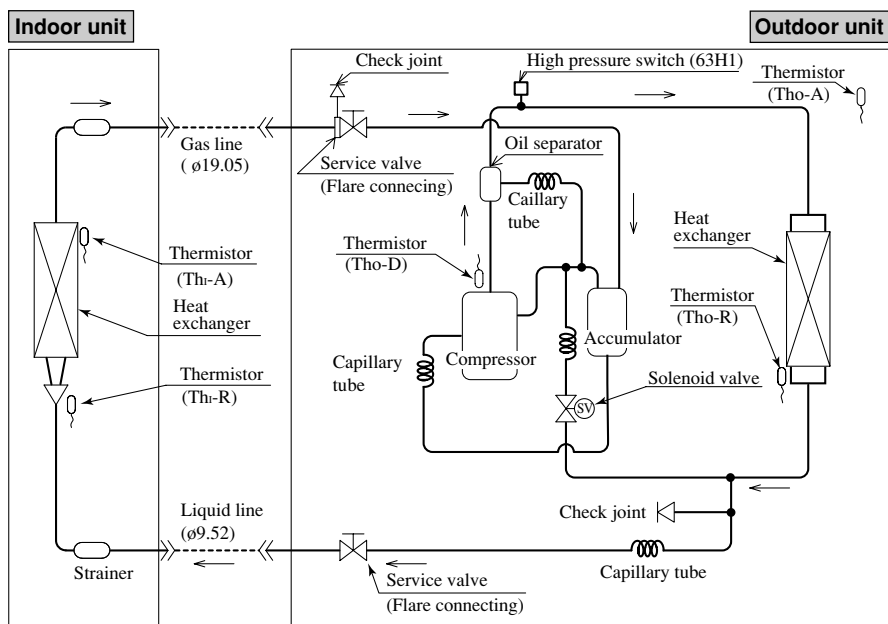 Indoor unit
Outdoor unit
Check joint
High pressure switch (63H1)
Thermistor
(Tho-A)
Gas line
( ø19.05)
Service valve
(Flare connecing)
Oil separator
Caillary
tube
Thermistor
(ThI-A)
Heat
exchanger
Thermistor
(Tho-D)
Heat
exchanger
Thermistor
(Tho-R)
Compressor
Accumulator
Capillary
tube
Thermistor
(ThI-R)
Solenoid valve
SV
Liquid line
(ø9.52)
Check joint
Strainer
Service valve
(Flare connecting)
Capillary tube